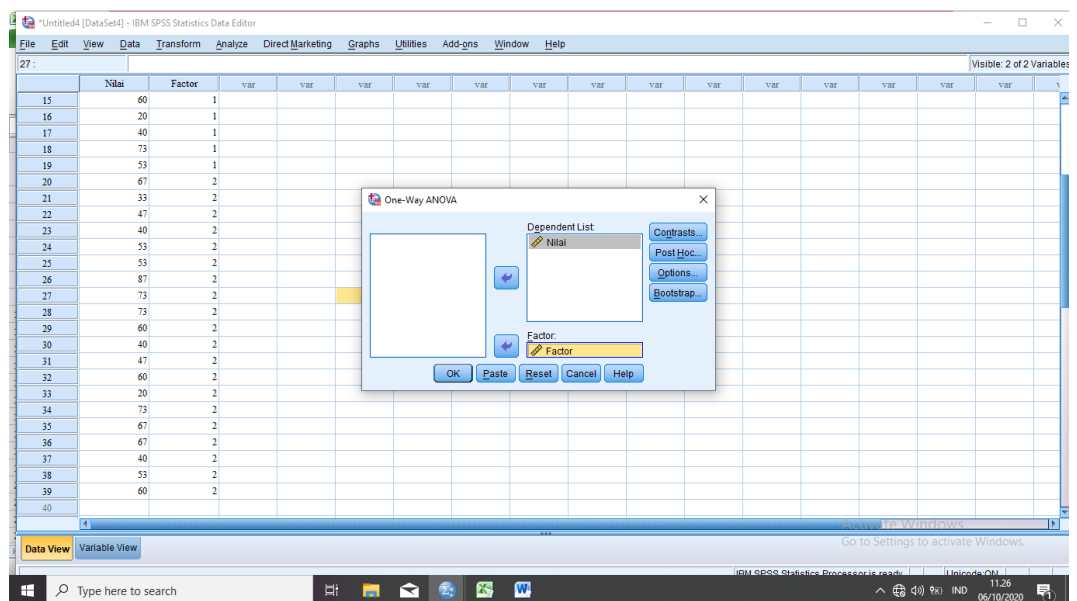 *Untitled4 [DataSet4] - IBM SPSS Statistics Data Editor
File Edit View Data Transform Analyze Direct Marketing Graphs Utilities Add-ons Window Help
27 : Visible: 2 of 2 Variables
Nilai Factor var var var var var var var var var var var var var var
15 60 1
16 20 1
17 40 1
18 73 1
19 53 1
20 67 2
21 33 2
22 47 2
23 40 2
24 53 2
25 53 2
26 87 2
27 73 2
28 73 2
29 60 2
30 40 2
31 47 2
32 60 2
33 20 2
34 73 2
35 67 2
36 67 2
37 40 2
38 53 2
39 60 2
40
One-Way ANOVA
Dependent List:
Nilai
Contrasts...
Post Hoc...
Options...
Bootstrap...
Factor:
Factor
OK Paste Reset Cancel Help
Activate Windows
Go to Settings to activate Windows.
Data View Variable View
IBM SPSS Statistics Processor is ready Unicode:ON
Type here to search
IND
11.26
06/10/2020
1